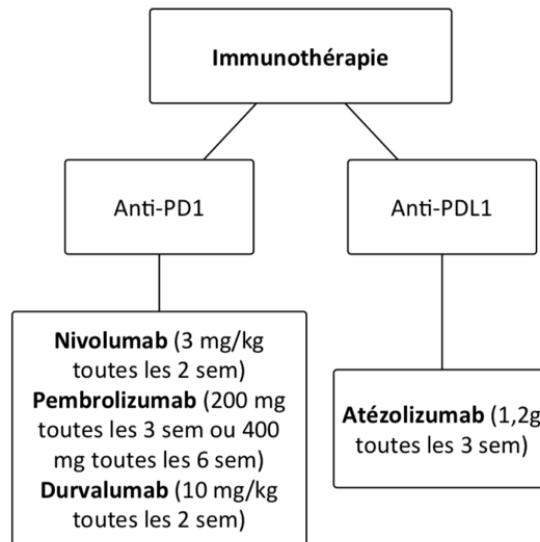 Immunothérapie
Anti-PD1
Anti-PDL1
Nivolumab (3 mg/kg
toutes les 2 sem)
Pembrolizumab (200 mg
toutes les 3 sem ou 400
mg toutes les 6 sem)
Durvalumab (10 mg/kg
toutes les 2 sem)
Atézolizumab (1,2g
toutes les 3 sem)